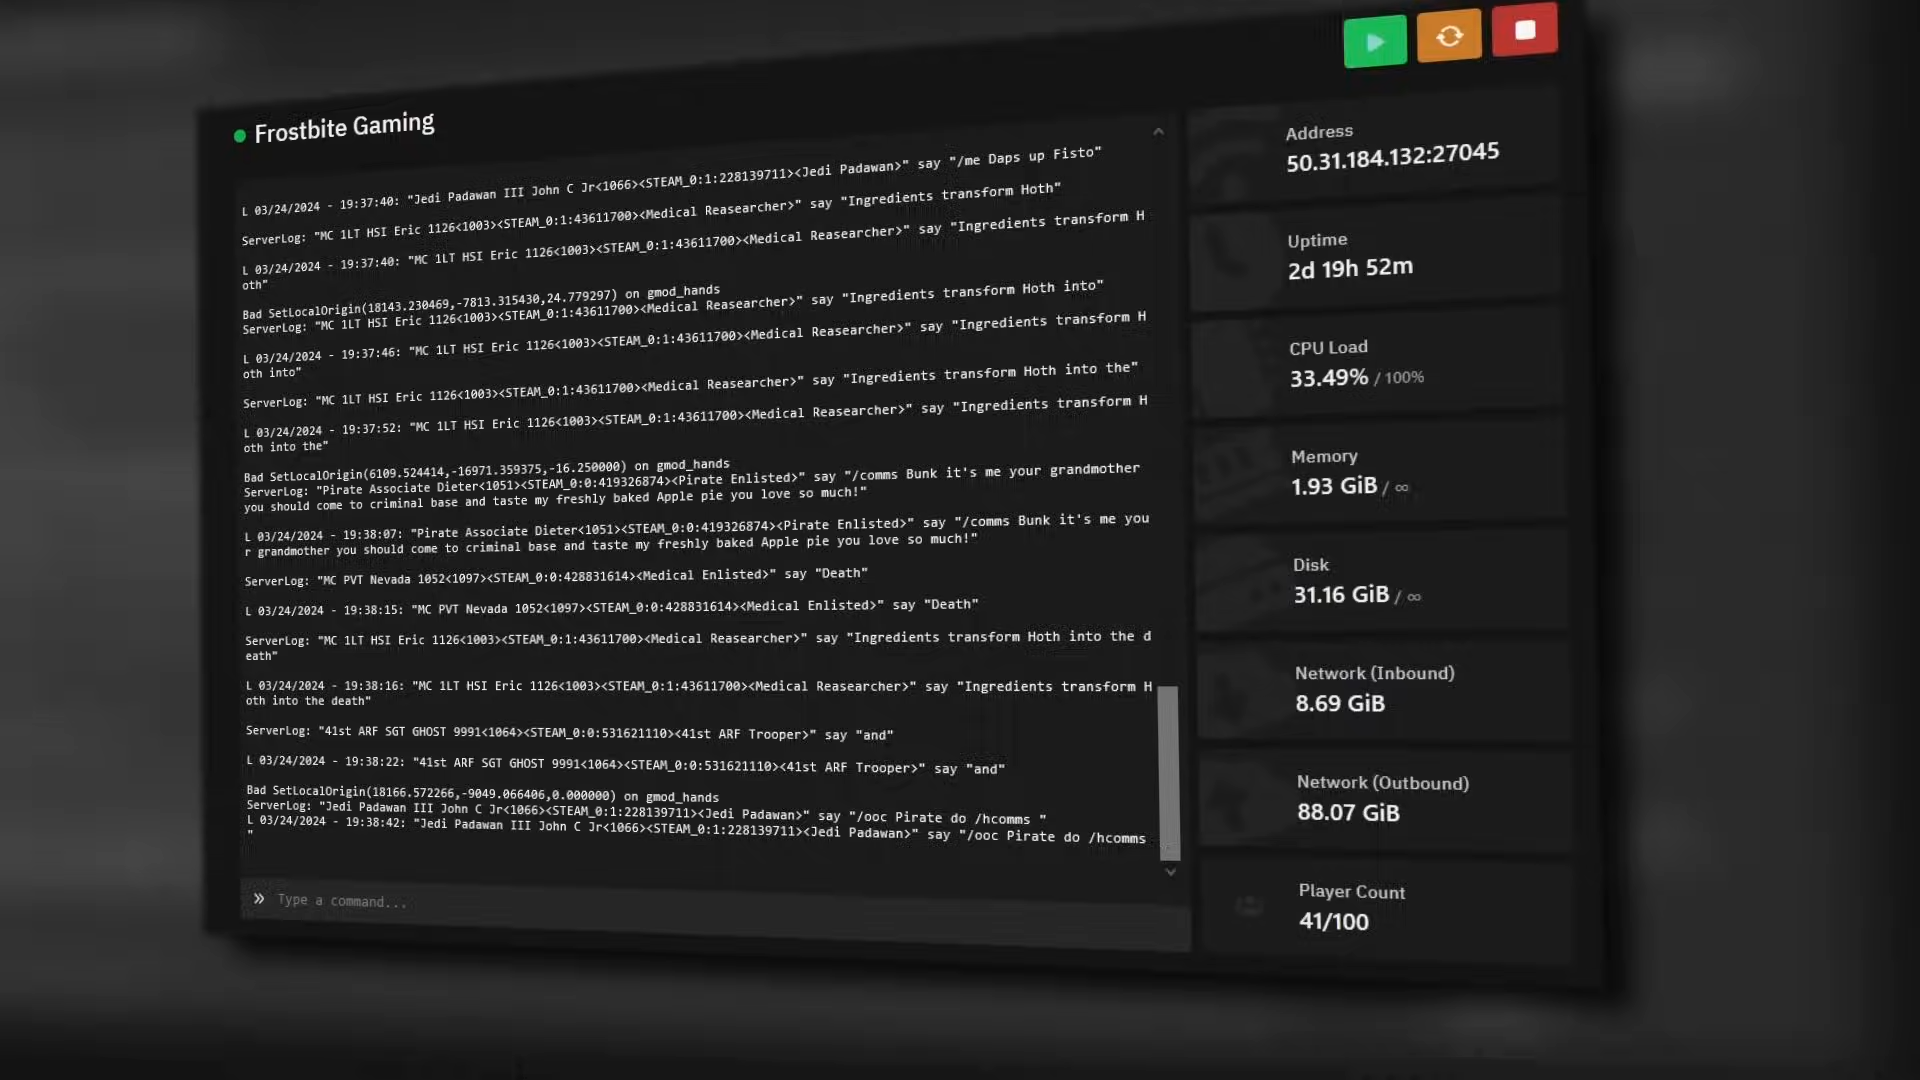 Frostbite Gaming
L 03/24/2024 - 19:37:40: "Jedi Padawan III John C Jr<1066><STEAM_0:1:228139711><Jedi Padawan>" say "/me Daps up Fisto"
ServerLog: "MC 1LT HSI Eric 1126<1003><STEAM_0:1:43611700><Medical Reasearcher>" say "Ingredients transform Hoth"
L 03/24/2024 - 19:37:40: "MC 1LT HSI Eric 1126<1003><STEAM_0:1:43611700><Medical Reasearcher>" say "Ingredients transform H
oth"
Bad SetLocalOrigin(18143.230469,-7813.315430,24.779297) on gmod_hands
ServerLog: "MC 1LT HSI Eric 1126<1003><STEAM_0:1:43611700><Medical Reasearcher>" say "Ingredients transform Hoth into"
L 03/24/2024 - 19:37:46: "MC 1LT HSI Eric 1126<1003><STEAM_0:1:43611700><Medical Reasearcher>" say "Ingredients transform H
oth into"
ServerLog: "MC 1LT HSI Eric 1126<1003><STEAM_0:1:43611700><Medical Reasearcher>" say "Ingredients transform Hoth into the"
L 03/24/2024 - 19:37:52: "MC 1LT HSI Eric 1126<1003><STEAM_0:1:43611700><Medical Reasearcher>" say "Ingredients transform H
oth into the"
Bad SetLocalOrigin(6109.524414,-16971.359375,-16.250000) on gmod_hands
ServerLog: "Pirate Associate Dieter<1051><STEAM_0:0:419326874><Pirate Enlisted>" say "/comms Bunk it's me your grandmother
you should come to criminal base and taste my freshly baked Apple pie you love so much!"
L 03/24/2024 - 19:38:07: "Pirate Associate Dieter<1051><STEAM_0:0:419326874><Pirate Enlisted>" say "/comms Bunk it's me you
r grandmother you should come to criminal base and taste my freshly baked Apple pie you love so much!"
ServerLog: "MC PVT Nevada 1052<1097><STEAM_0:0:428831614><Medical Enlisted>" say "Death"
L 03/24/2024 - 19:38:15: "MC PVT Nevada 1052<1097><STEAM_0:0:428831614><Medical Enlisted>" say "Death"
ServerLog: "MC 1LT HSI Eric 1126<1003><STEAM_0:1:43611700><Medical Reasearcher>" say "Ingredients transform Hoth into the d
eath"
L 03/24/2024 - 19:38:16: "MC 1LT HSI Eric 1126<1003><STEAM_0:1:43611700><Medical Reasearcher>" say "Ingredients transform H
oth into the death"
ServerLog: "41st ARF SGT GHOST 9991<1064><STEAM_0:0:531621110><41st ARF Trooper>" say "and"
L 03/24/2024 - 19:38:22: "41st ARF SGT GHOST 9991<1064><STEAM_0:0:531621110><41st ARF Trooper>" say "and"
Bad SetLocalOrigin(18166.572266,-9049.066406,0.000000) on gmod_hands
ServerLog: "Jedi Padawan III John C Jr<1066><STEAM_0:1:228139711><Jedi Padawan>" say "/ooc Pirate do /hcomms "
L 03/24/2024 - 19:38:42: "Jedi Padawan III John C Jr<1066><STEAM_0:1:228139711><Jedi Padawan>" say "/ooc Pirate do /hcomms
"
» Type a command...
Address
50.31.184.132:27045
Uptime
2d 19h 52m
CPU Load
33.49% / 100%
Memory
1.93 GiB / ∞
Disk
31.16 GiB / ∞
Network (Inbound)
8.69 GiB
Network (Outbound)
88.07 GiB
Player Count
41/100